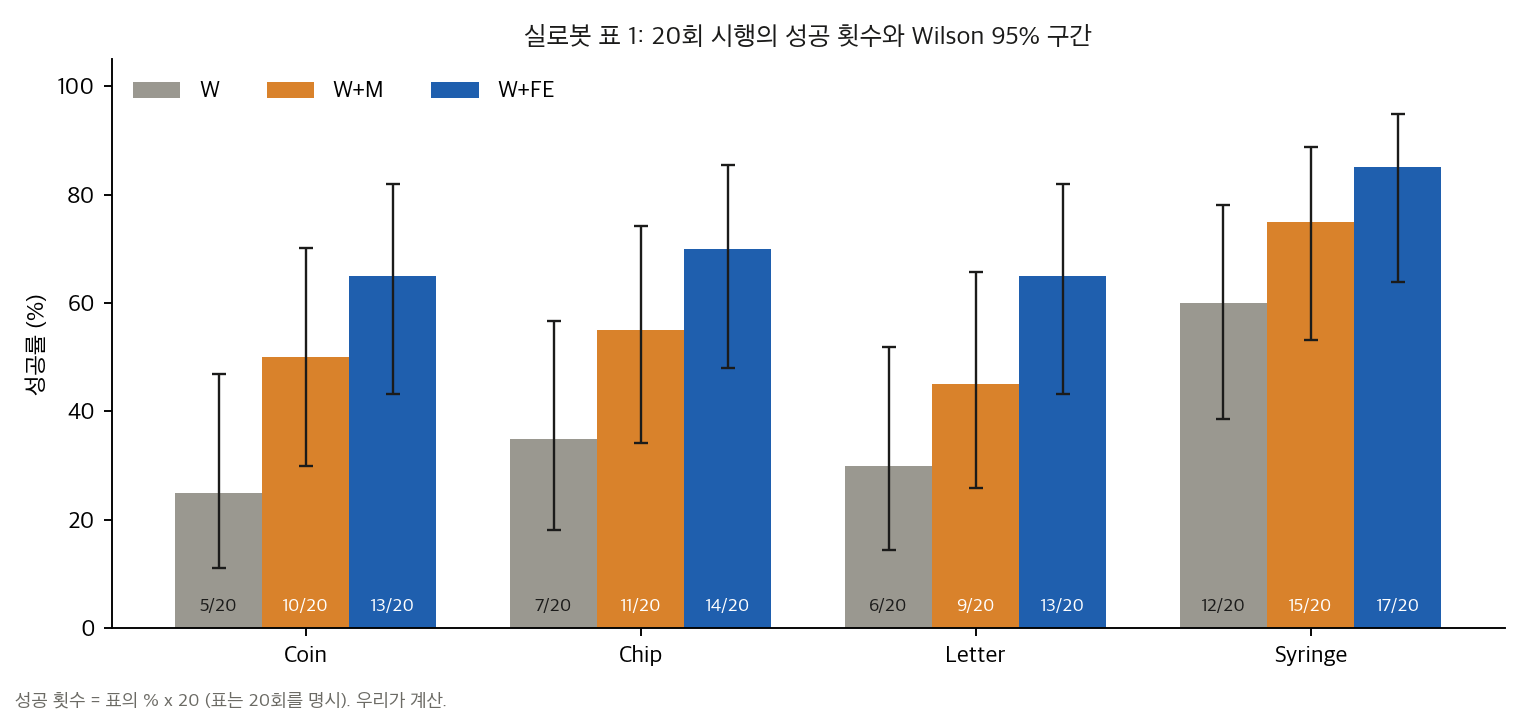 실로봇 표 1: 20회 시행의 성공 횟수와 Wilson 95% 구간
W W+M W+FE
성공률 (%)
100
80
60
40
20
0
5/20 10/20 13/20 7/20 11/20 14/20 6/20 9/20 13/20 12/20 15/20 17/20
Coin Chip Letter Syringe
성공 횟수 = 표의 % x 20 (표는 20회를 명시). 우리가 계산.